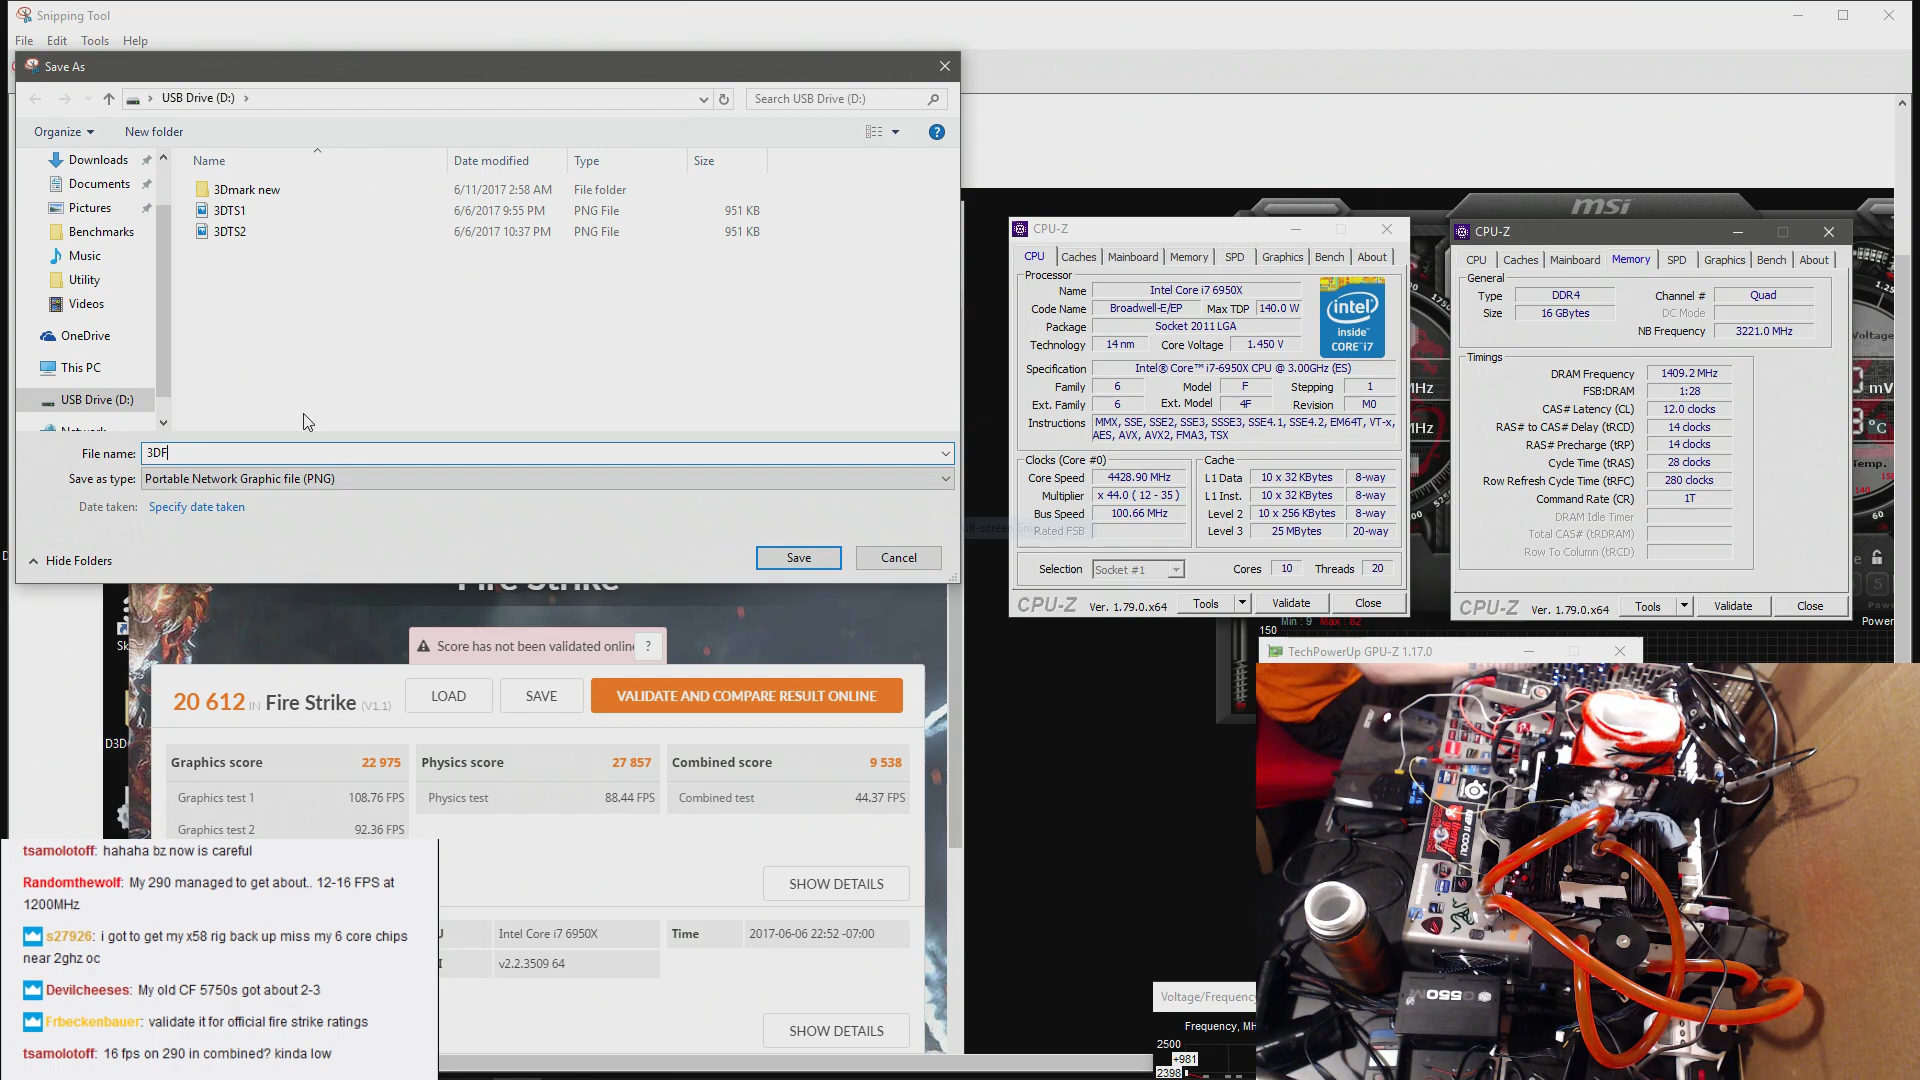 Snipping Tool
File Edit Tools Help
Save As
USB Drive (D:)
Search USB Drive (D:)
Organize
New folder
Downloads
Documents
Pictures
Benchmarks
Music
Utility
Videos
OneDrive
This PC
USB Drive (D:)
Name Date modified Type Size
3Dmark new 6/11/2017 2:58 AM File folder
3DTS1 6/6/2017 9:55 PM PNG File 951 KB
3DTS2 6/6/2017 10:37 PM PNG File 951 KB
File name: 3DF
Save as type: Portable Network Graphic file (PNG)
Date taken: Specify date taken
Hide Folders
Save
Cancel
Fire Strike
Score has not been validated onlin ?
20 612 IN Fire Strike (V1.1)
LOAD
SAVE
VALIDATE AND COMPARE RESULT ONLINE
Graphics score 22 975
Graphics test 1 108.76 FPS
Graphics test 2 92.36 FPS
Physics score 27 857
Physics test 88.44 FPS
Combined score 9 538
Combined test 44.37 FPS
SHOW DETAILS
Intel Core i7 6950X
Time 2017-06-06 22:52 -07:00
v2.2.3509 64
SHOW DETAILS
D3D
tsamolotoff: hahaha bz now is careful
Randomthewolf: My 290 managed to get about.. 12-16 FPS at
1200MHz
s27926: i got to get my x58 rig back up miss my 6 core chips
near 2ghz oc
Devilcheeses: My old CF 5750s got about 2-3
Frbeckenbauer: validate it for official fire strike ratings
tsamolotoff: 16 fps on 290 in combined? kinda low
msi
CPU-Z
CPU Caches Mainboard Memory SPD Graphics Bench About
Processor
Name Intel Core i7 6950X
Code Name Broadwell-E/EP Max TDP 140.0 W
Package Socket 2011 LGA
Technology 14 nm Core Voltage 1.450 V
intel inside CORE i7
Specification Intel® Core™ i7-6950X CPU @ 3.00GHz (ES)
Family 6 Model F Stepping 1
Ext. Family 6 Ext. Model 4F Revision M0
Instructions MMX, SSE, SSE2, SSE3, SSSE3, SSE4.1, SSE4.2, EM64T, VT-x,
AES, AVX, AVX2, FMA3, TSX
Clocks (Core #0)
Core Speed 4428.90 MHz
Multiplier x 44.0 ( 12 - 35 )
Bus Speed 100.66 MHz
Rated FSB
Cache
L1 Data 10 x 32 KBytes 8-way
L1 Inst. 10 x 32 KBytes 8-way
Level 2 10 x 256 KBytes 8-way
Level 3 25 MBytes 20-way
Selection Socket #1 Cores 10 Threads 20
CPU-Z Ver. 1.79.0.x64 Tools Validate Close
CPU-Z
CPU Caches Mainboard Memory SPD Graphics Bench About
General
Type DDR4 Channel # Quad
Size 16 GBytes DC Mode
NB Frequency 3221.0 MHz
Timings
DRAM Frequency 1409.2 MHz
FSB:DRAM 1:28
CAS# Latency (CL) 12.0 clocks
RAS# to CAS# Delay (tRCD) 14 clocks
RAS# Precharge (tRP) 14 clocks
Cycle Time (tRAS) 28 clocks
Row Refresh Cycle Time (tRFC) 280 clocks
Command Rate (CR) 1T
DRAM Idle Timer
Total CAS# (tRDRAM)
Row To Column (tRCD)
CPU-Z Ver. 1.79.0.x64 Tools Validate Close
MHz
MHz
Voltage
mV
°C
Temp.
Power
Min : 9 Max : 82
150
TechPowerUp GPU-Z 1.17.0
G550M
Voltage/Frequency
Frequency, MH
2500
+981
2398